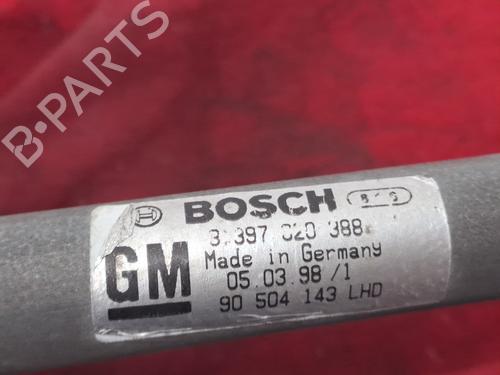 B-PARTS
BOSCH
3.397 020 388
GM
Made in Germany
05.03.98/1
90 504 143 LHD